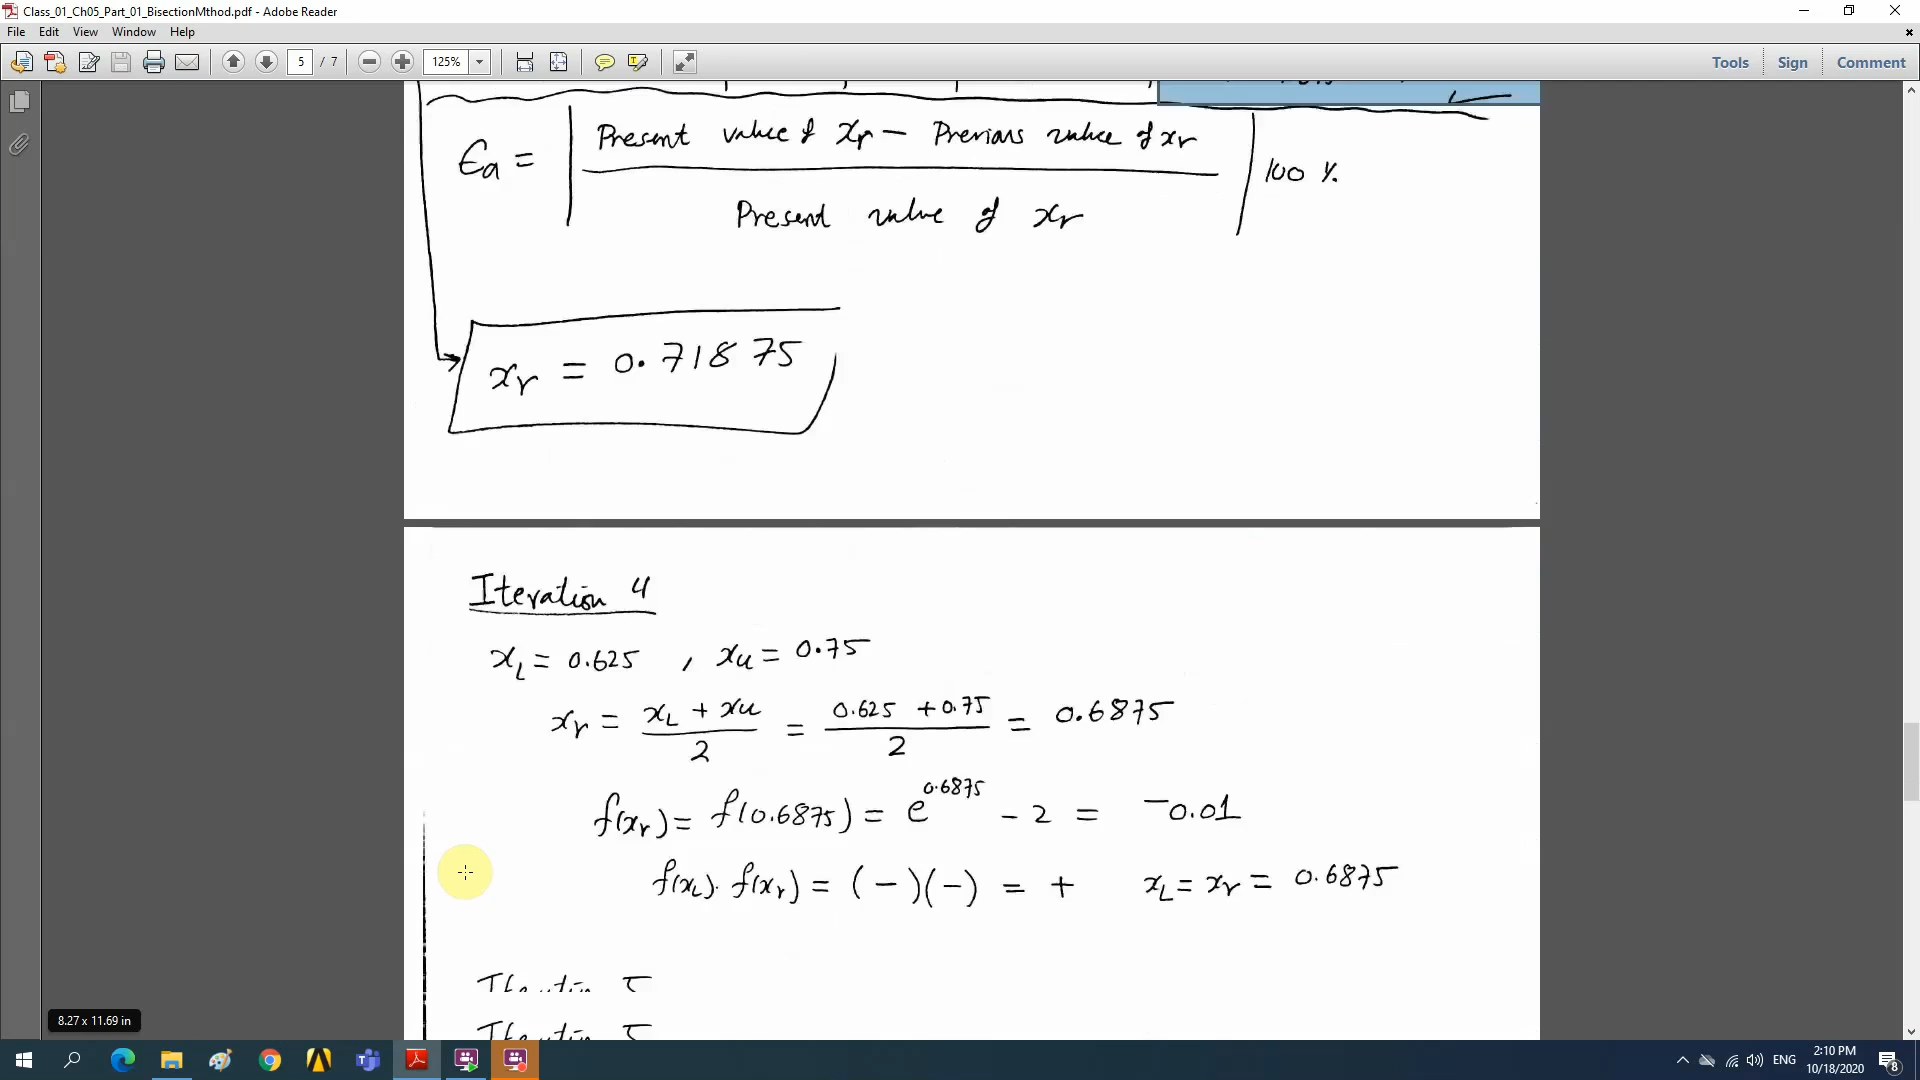 Class_01_Ch05_Part_01_BisectionMthod.pdf - Adobe Reader
File Edit View Window Help
5 / 7 125% Tools Sign Comment
Present value of xr − Previous value of xr
Ea = 100 %
Present value of xr
xr = 0.71875
Iteration 4
xL = 0.625 , xu = 0.75
xr = xL + xu / 2 = 0.625 + 0.75 / 2 = 0.6875
f(xr) = f(0.6875) = e^0.6875 - 2 = -0.01
f(xL). f(xr) = (-)(-) = + xL = xr = 0.6875
8.27 x 11.69 in
ENG
2:10 PM
10/18/2020
8